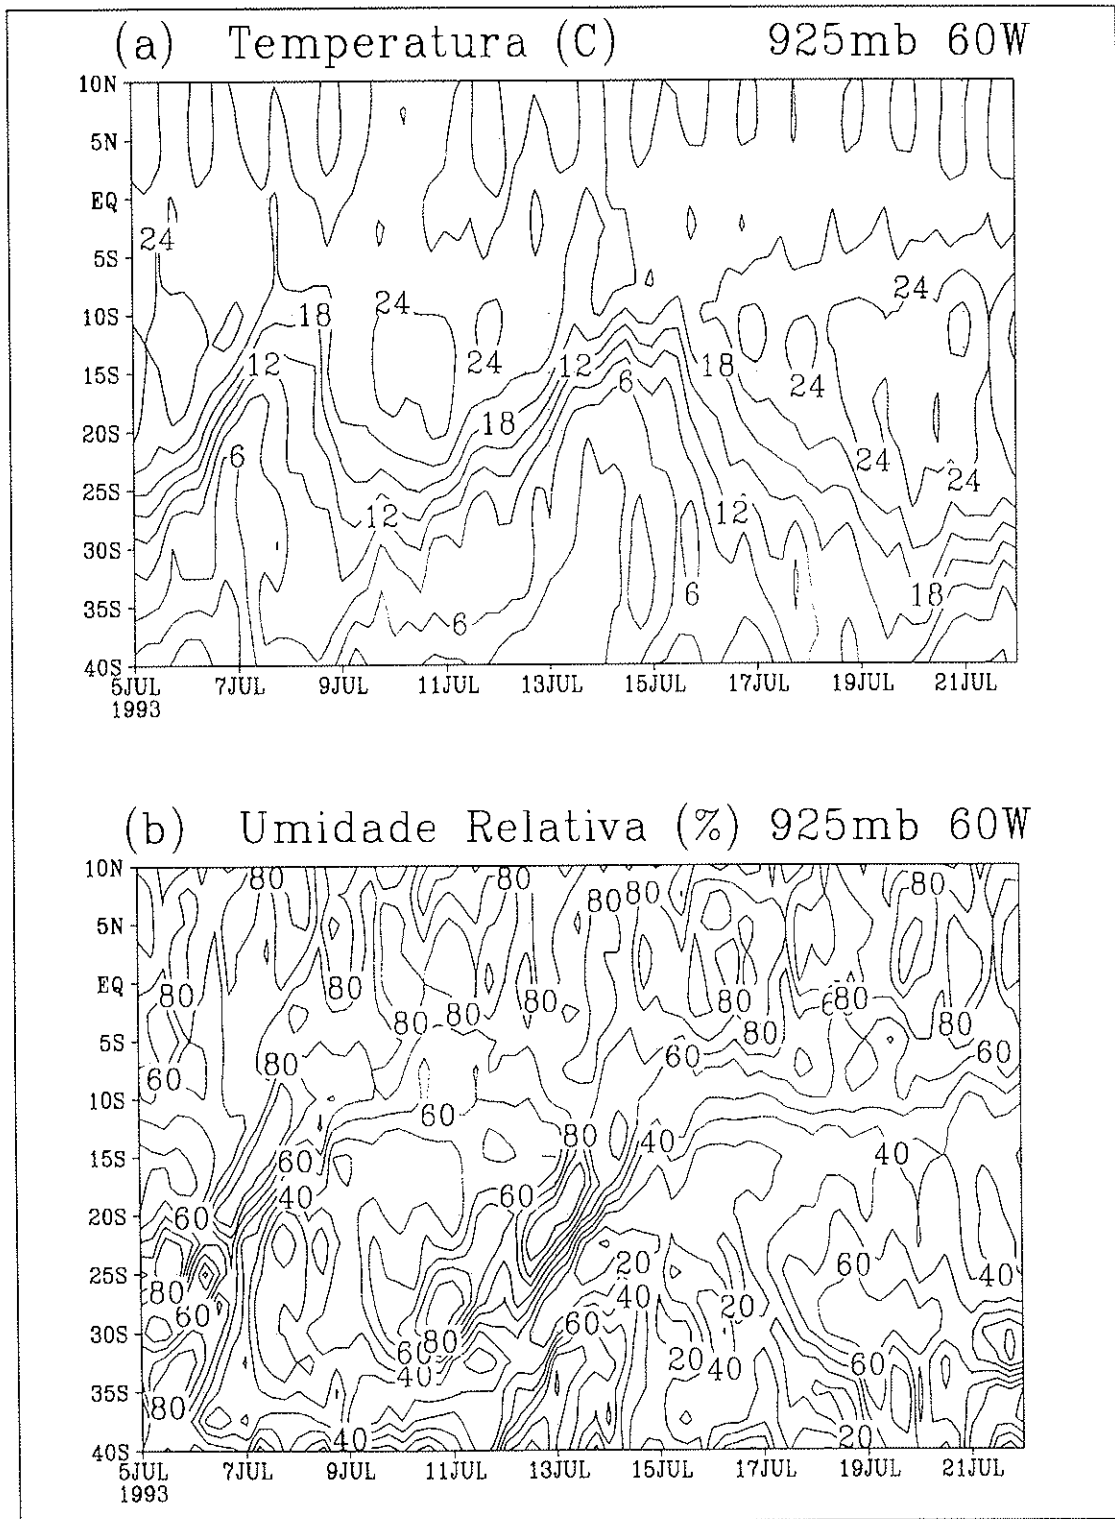 (a) Temperatura (C) 925mb 60W
10N
5N
EQ
24
5S
24
24
10S
18
24
12
12
18
15S
6
24
20S
18
6
24
24
25S
12
12
30S
6
18
35S
6
40S
5JUL 7JUL 9JUL 11JUL 13JUL 15JUL 17JUL 19JUL 21JUL
1993
(b) Umidade Relativa (%) 925mb 60W
10N
80 80 80 80 80
5N
EQ
80 80 80 80 80
80 80 80
5S
60 60
60 80
10S
60
80 40
15S
60 40
40 60
20S
60
20 60
25S
40
80 40 20
60 60
30S
80
60 20 60
40 40
35S
80
40 20
40S
5JUL 7JUL 9JUL 11JUL 13JUL 15JUL 17JUL 19JUL 21JUL
1993